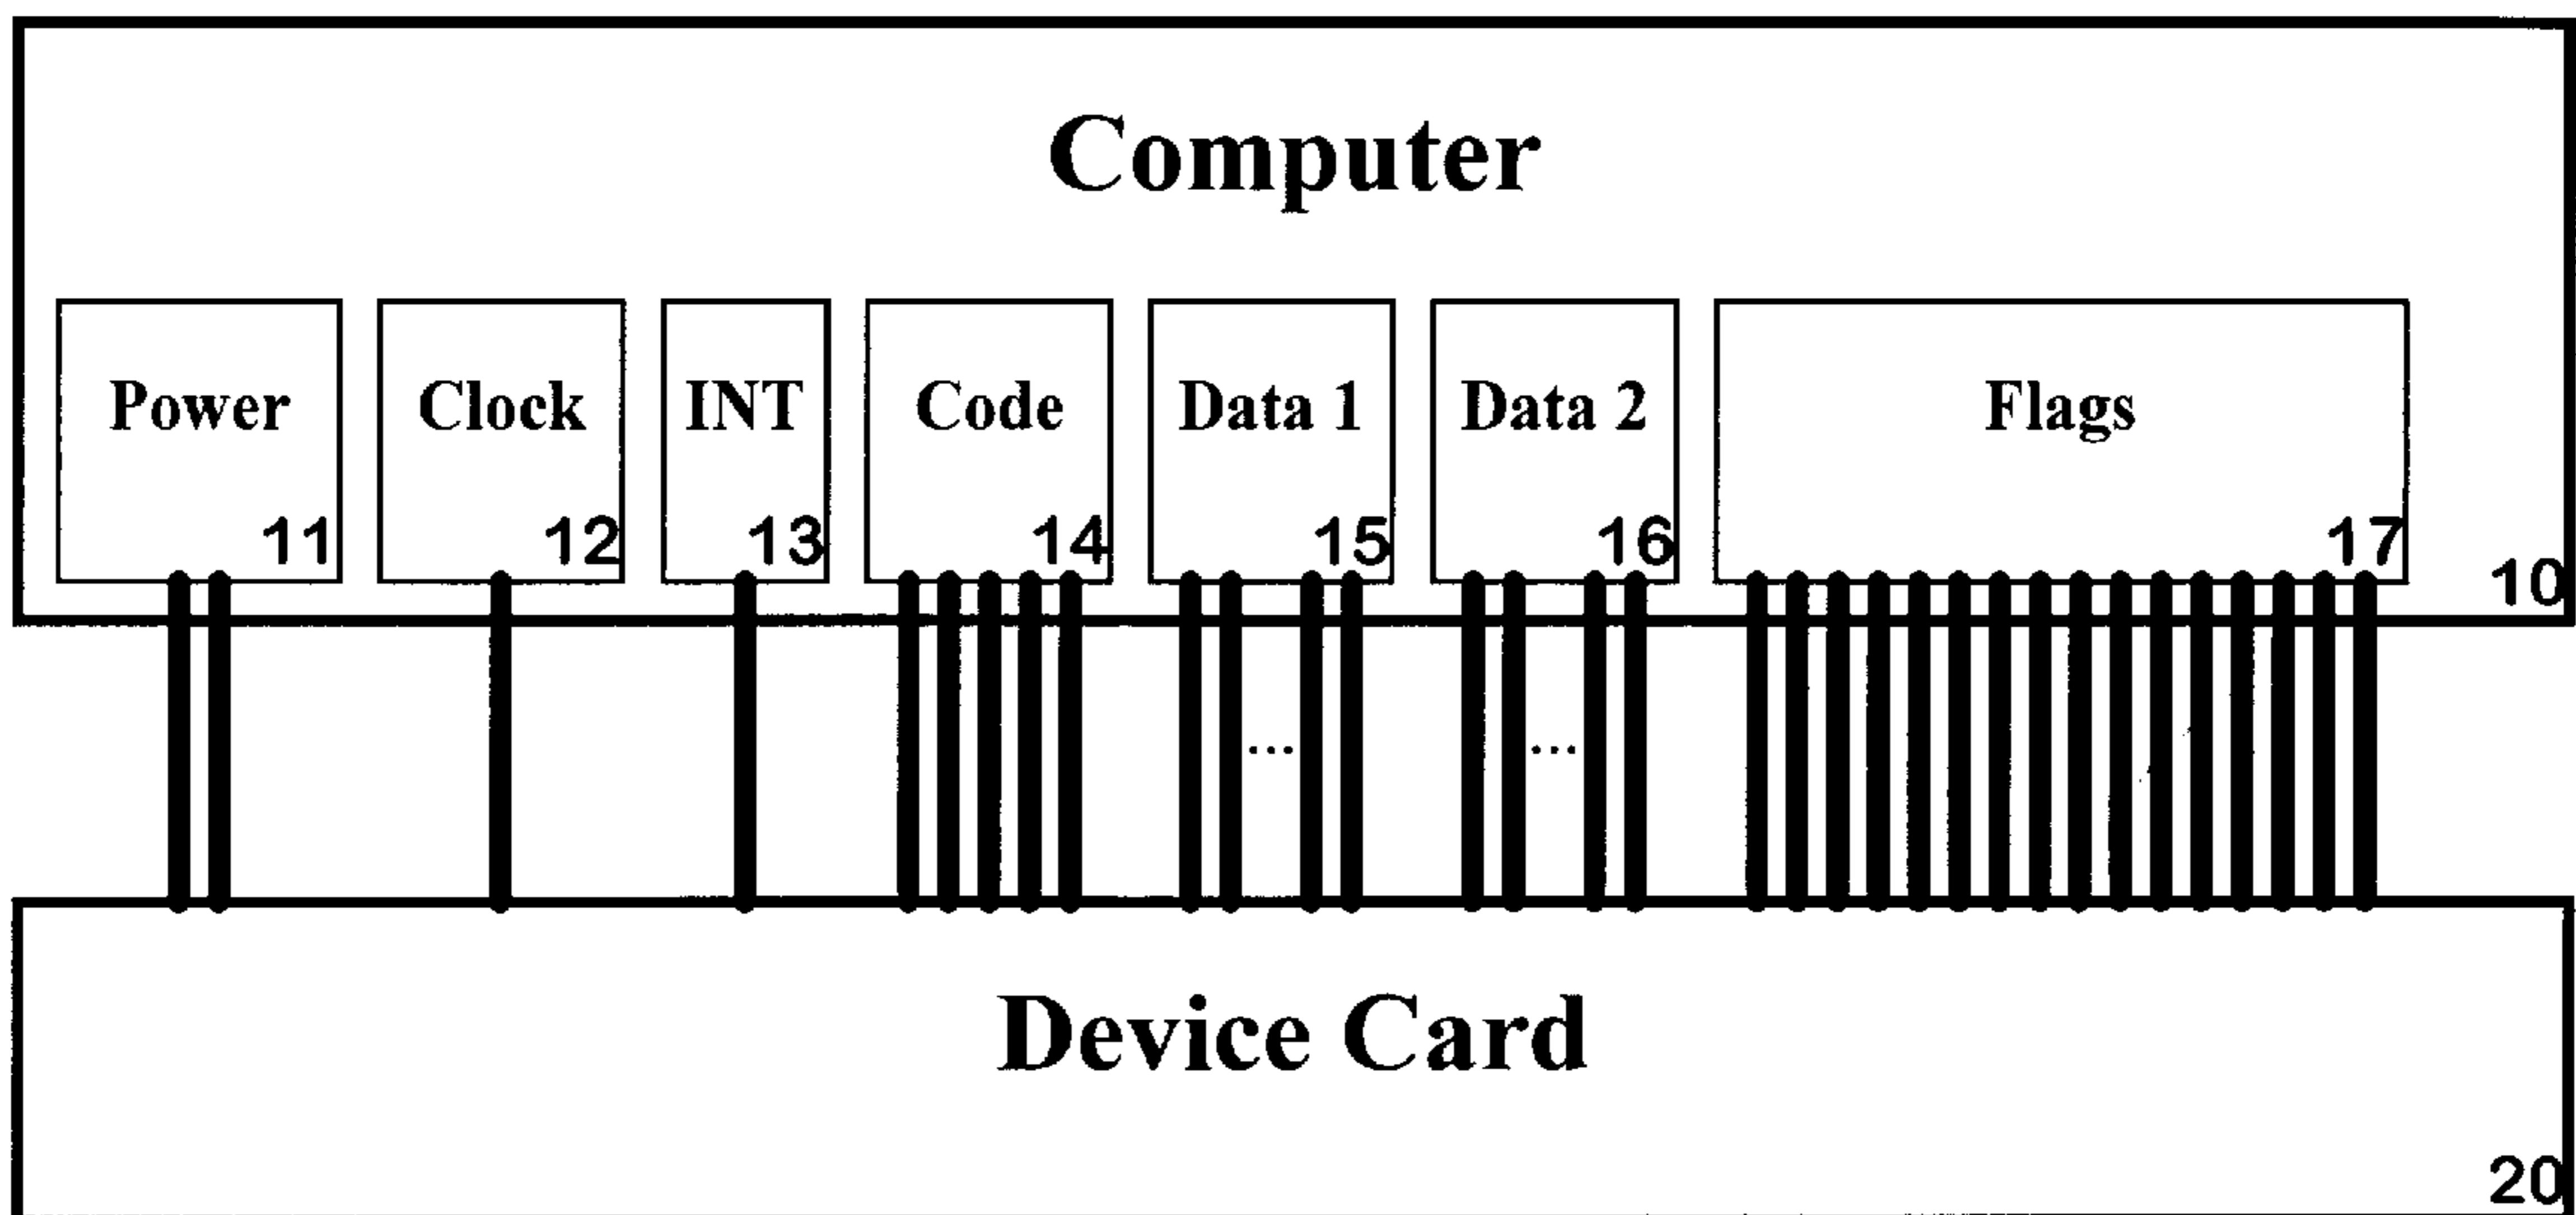 Computer
Power Clock INT Code Data 1 Data 2 Flags
11 12 13 14 15 16 17
10
... ...
Device Card
20